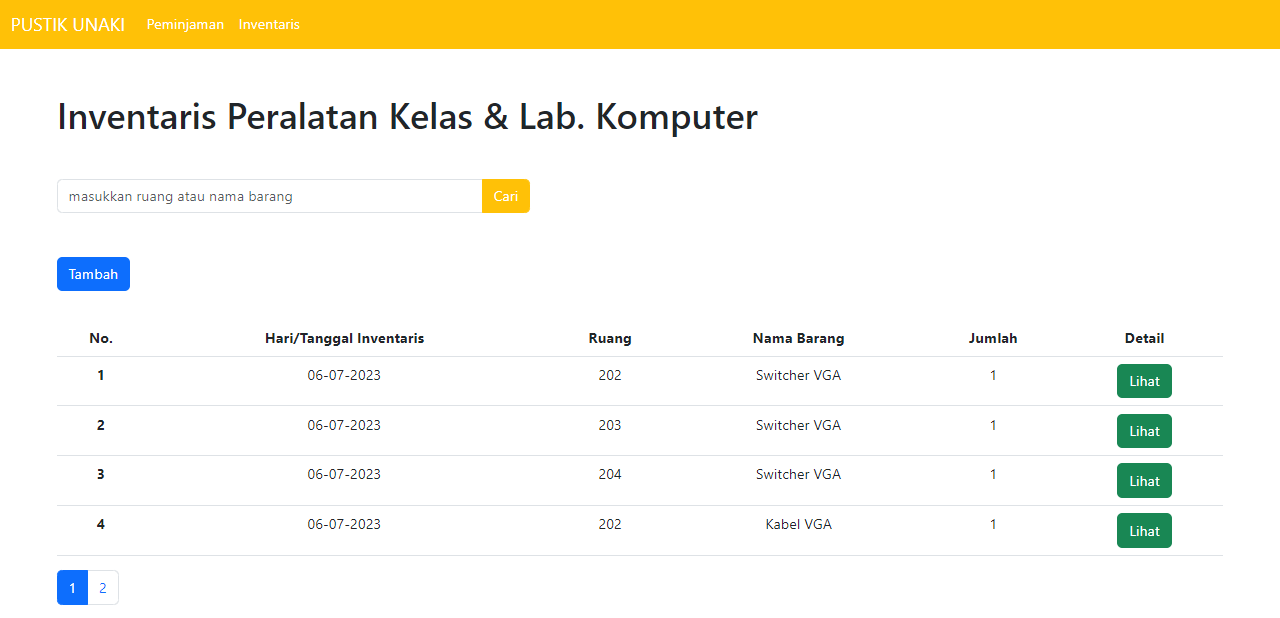 PUSTIK UNAKI Peminjaman Inventaris
Inventaris Peralatan Kelas & Lab. Komputer
masukkan ruang atau nama barang Cari
Tambah
No. Hari/Tanggal Inventaris Ruang Nama Barang Jumlah Detail
1 06-07-2023 202 Switcher VGA 1 Lihat
2 06-07-2023 203 Switcher VGA 1 Lihat
3 06-07-2023 204 Switcher VGA 1 Lihat
4 06-07-2023 202 Kabel VGA 1 Lihat
1 2